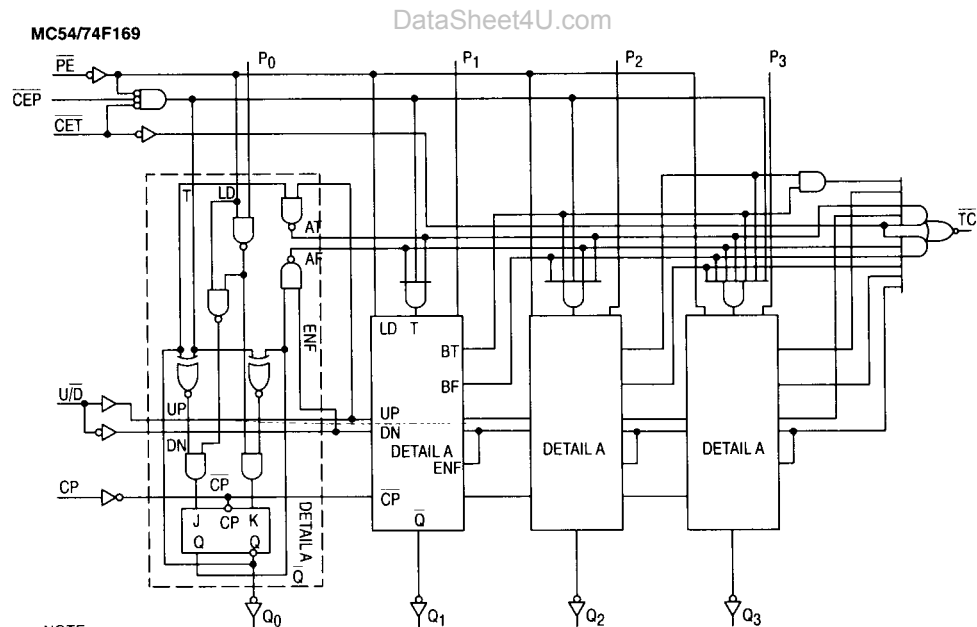 DataSheet4U.com
MC54/74F169
P0 P1 P2 P3
PE
CEP
CET
T LD
AT
AF
ENF
TC
LD T
BT
BF
U/D
UP
DN
UP
DN
DETAIL A
ENF
DETAIL A
DETAIL A
CP
CP
CP
J CP K
Q Q
Q
Q
DETAIL A
Q0 Q1 Q2 Q3